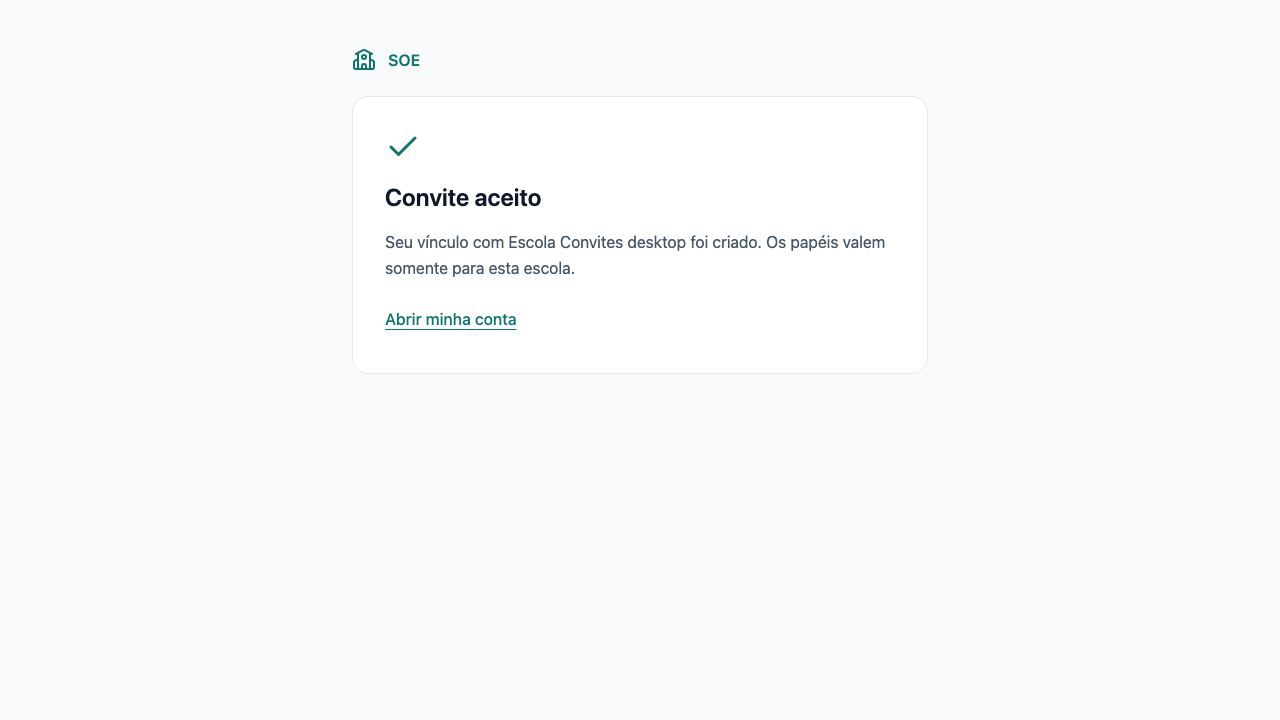 SOE
Convite aceito
Seu vínculo com Escola Convites desktop foi criado. Os papéis valem
somente para esta escola.
Abrir minha conta